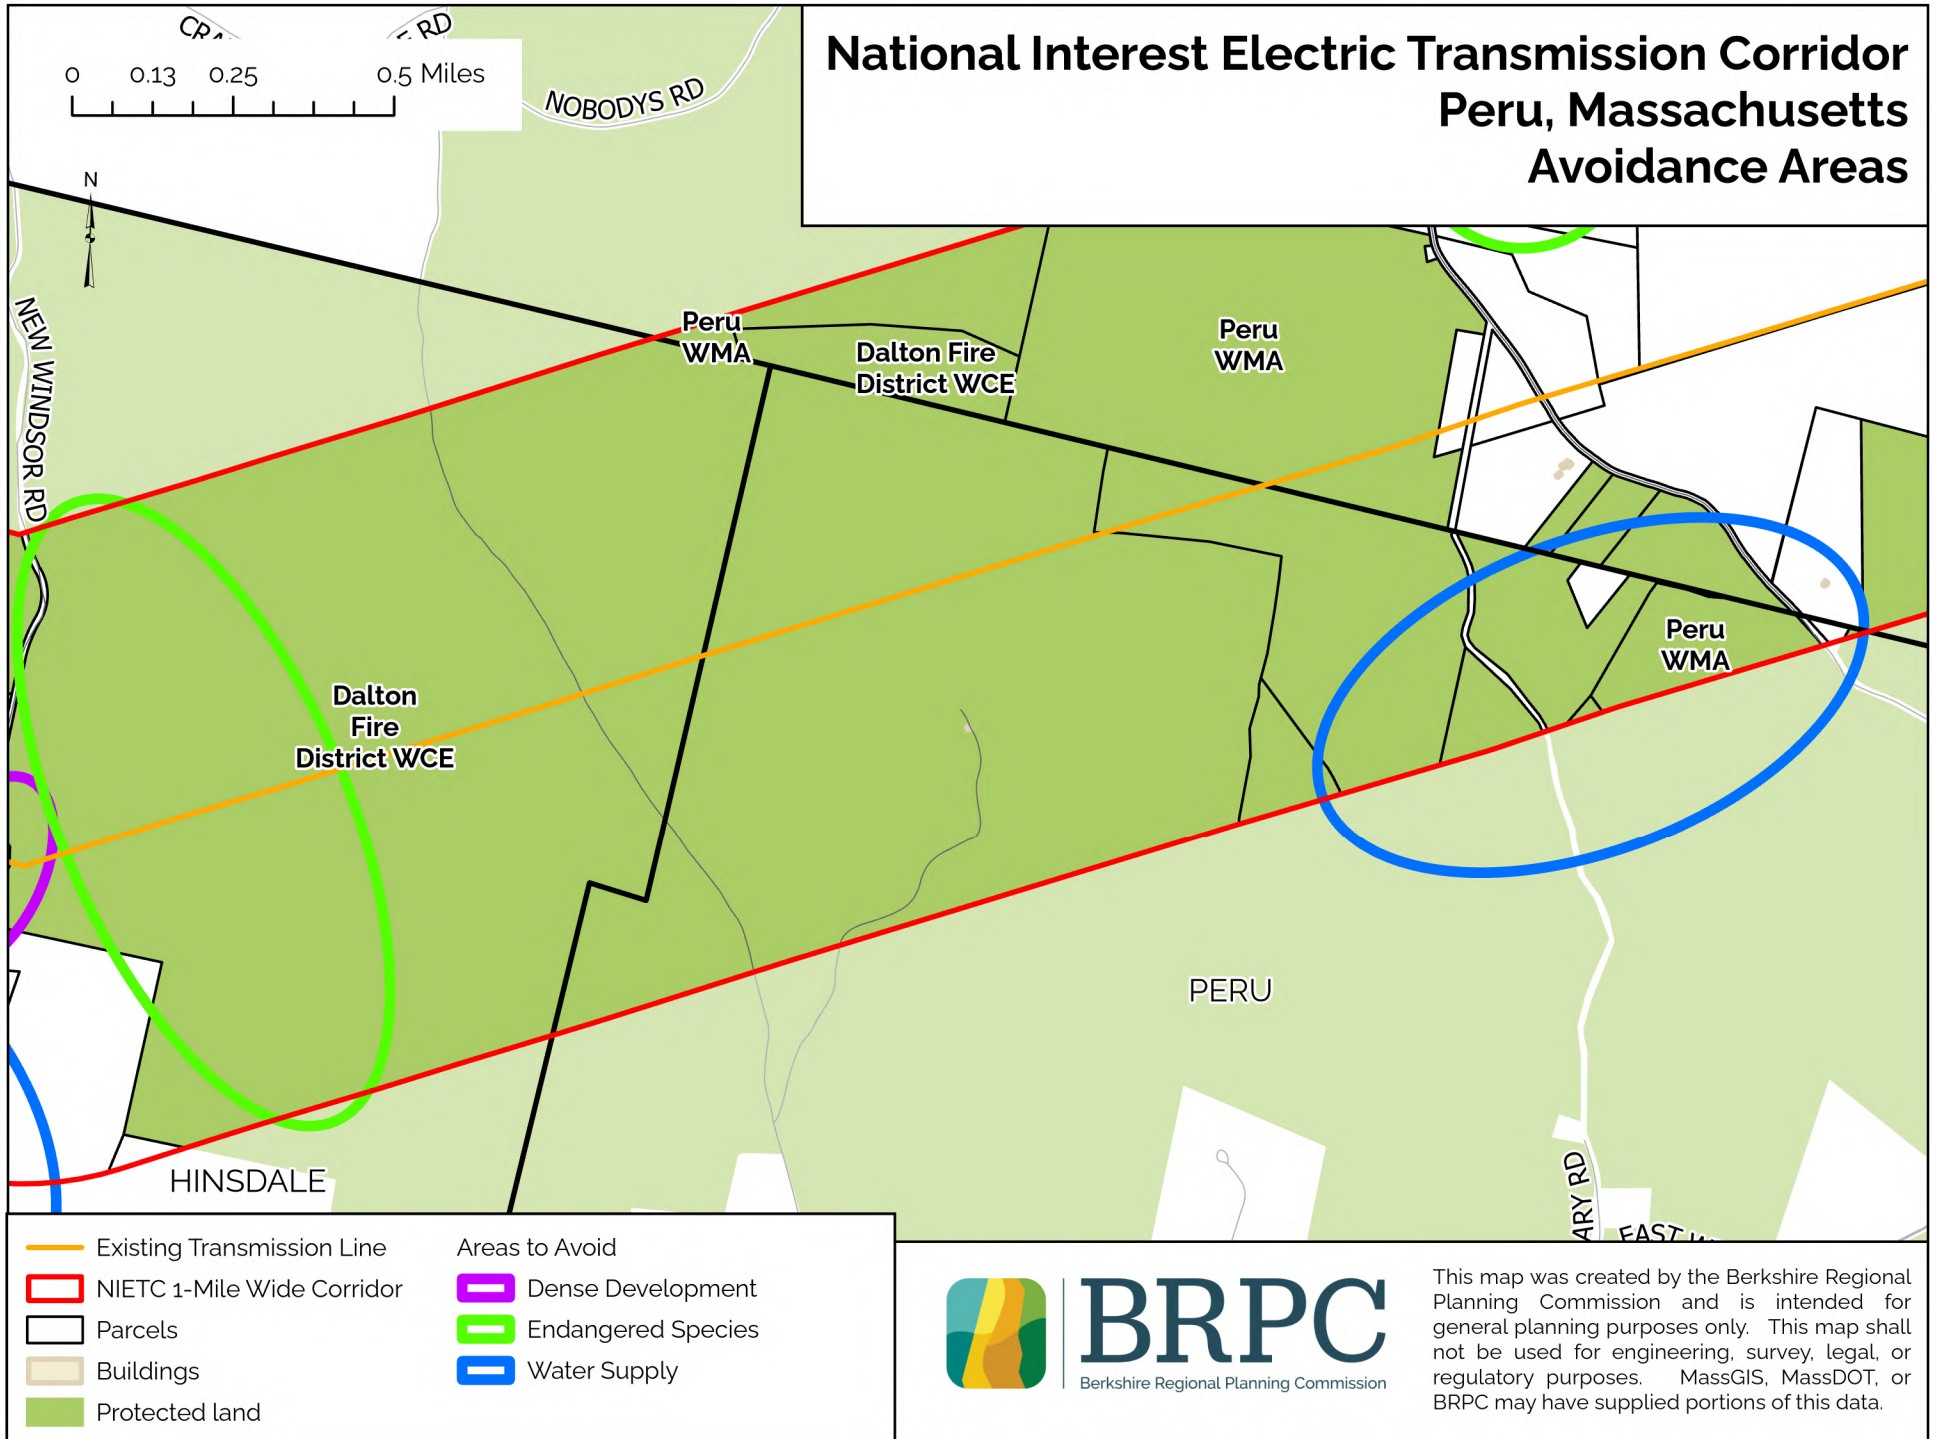 National Interest Electric Transmission Corridor
Peru, Massachusetts
Avoidance Areas
RD
0 0.13 0.25 0.5 Miles
NOBODYS RD
N
NEW WINDSOR RD
Peru
WMA
Dalton Fire
District WCE
Peru
WMA
Peru
WMA
Dalton
Fire
District WCE
PERU
HINSDALE
ARY RD
EAST
Existing Transmission Line
NIETC 1-Mile Wide Corridor
Parcels
Buildings
Protected land
Areas to Avoid
Dense Development
Endangered Species
Water Supply
BRPC
Berkshire Regional Planning Commission
This map was created by the Berkshire Regional
Planning Commission and is intended for
general planning purposes only. This map shall
not be used for engineering, survey, legal, or
regulatory purposes. MassGIS, MassDOT, or
BRPC may have supplied portions of this data.